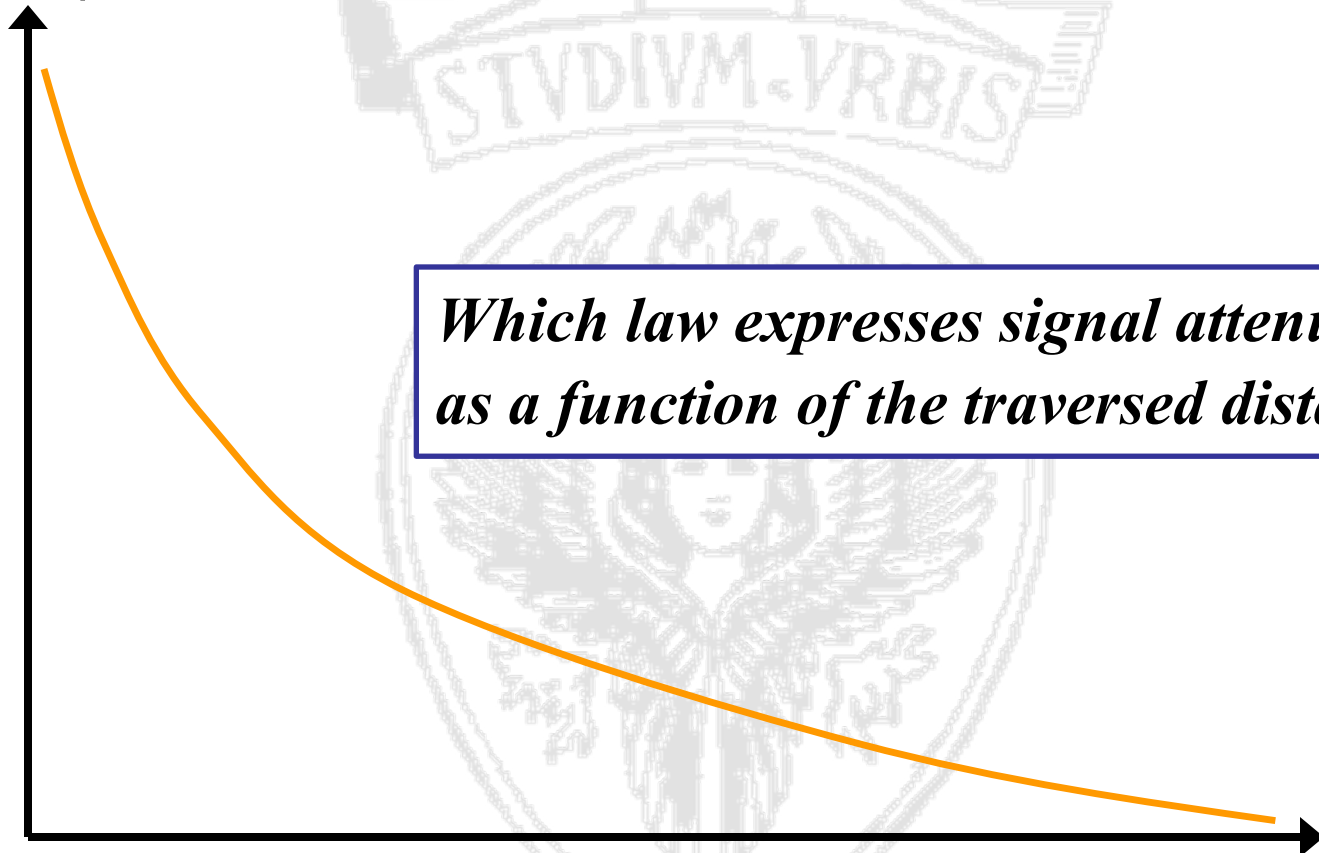 STVDIVM VRBIS
Which law expresses signal
as a function of the traversed